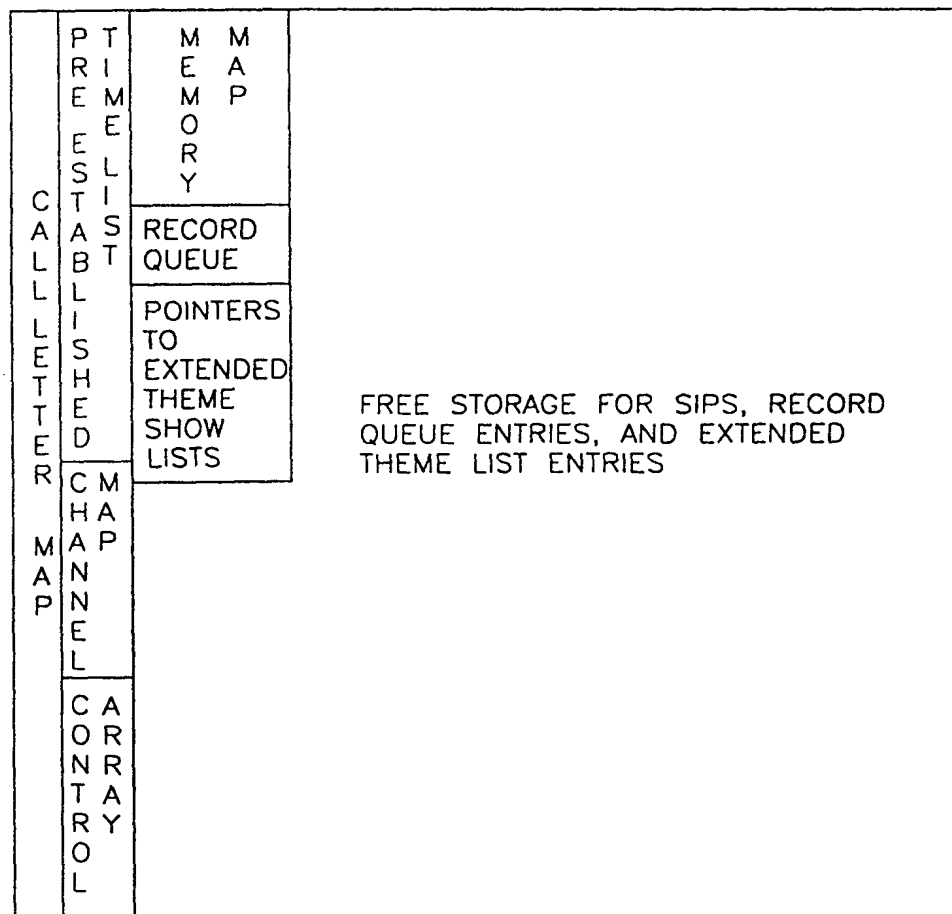 CALL LETTER MAP
PRE ESTABLISHED
TIME LIST
CHANNEL
MAP
CONTROL
ARRAY
MEMORY
MAP
RECORD
QUEUE
POINTERS
TO
EXTENDED
THEME
SHOW
LISTS
FREE STORAGE FOR SIPS, RECORD
QUEUE ENTRIES, AND EXTENDED
THEME LIST ENTRIES